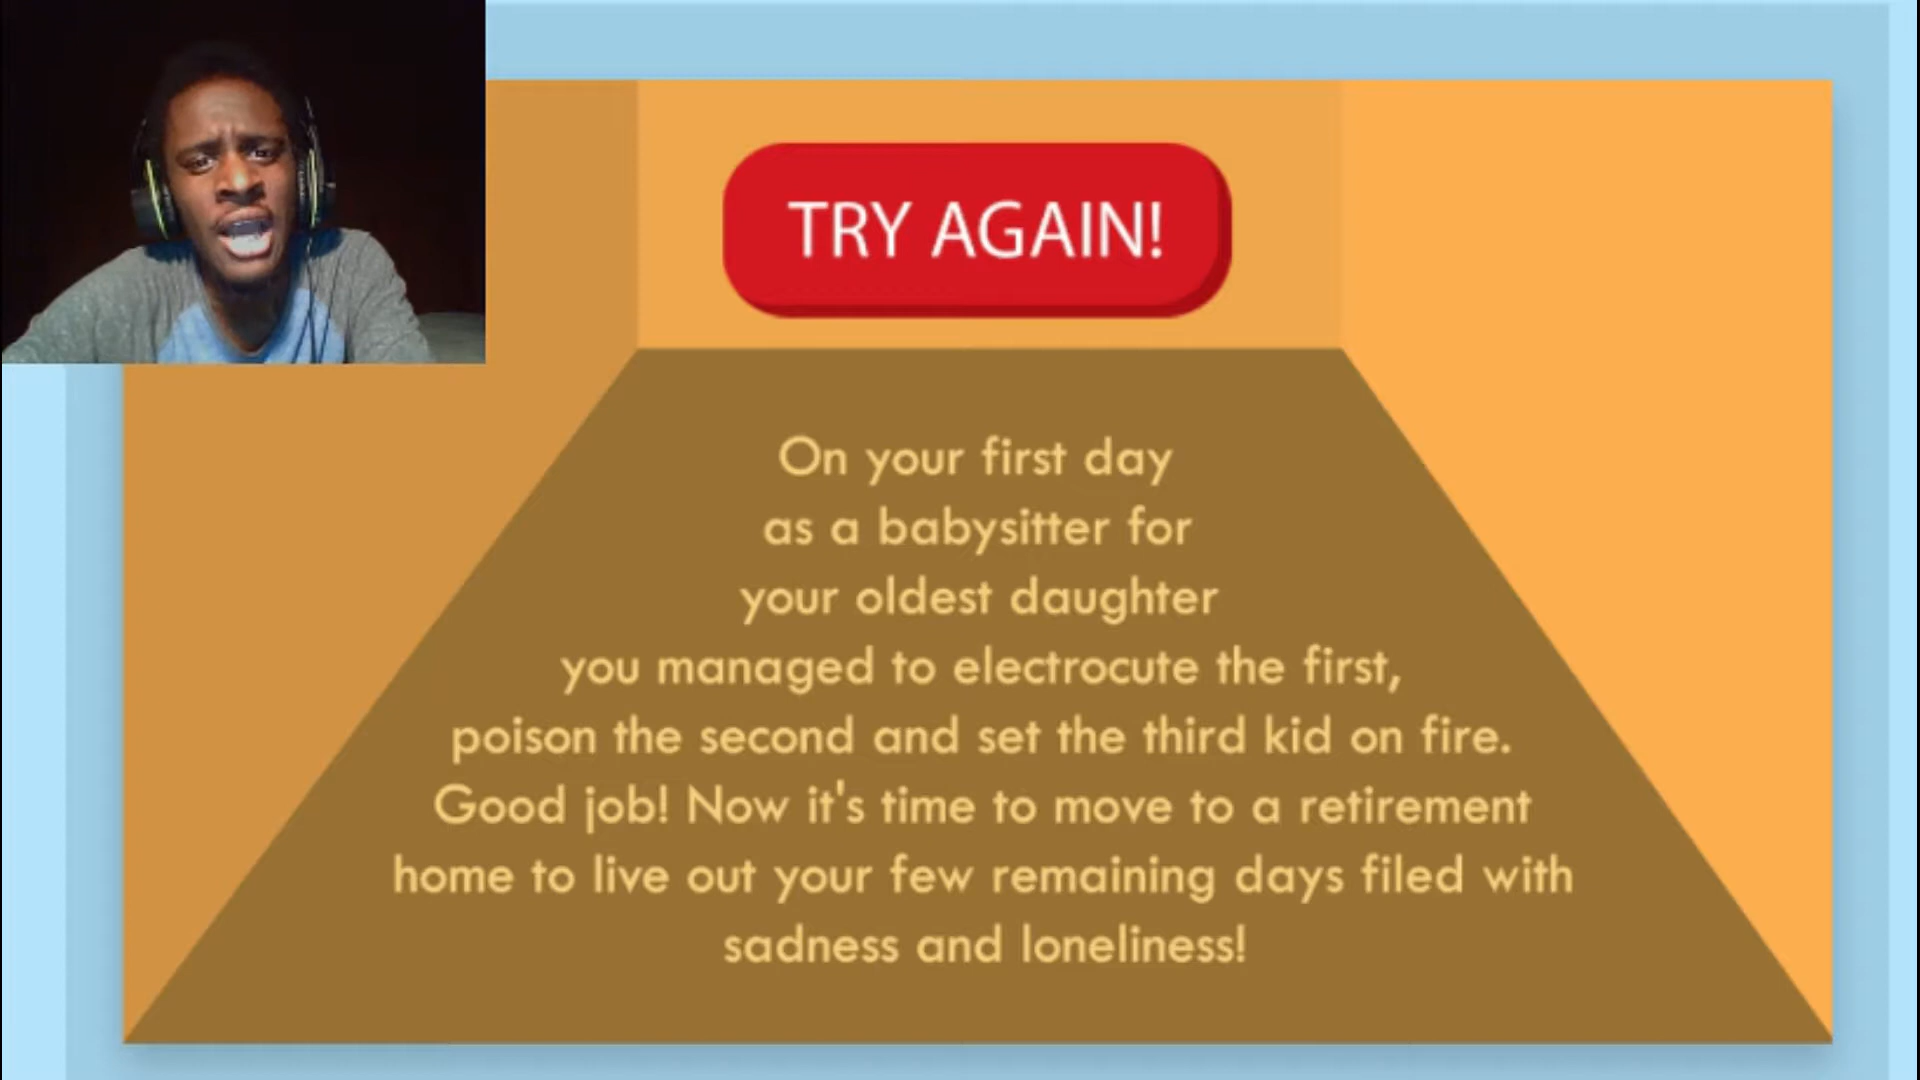 TRY AGAIN!
On your first day
as a babysitter for
your oldest daughter
you managed to electrocute the first,
poison the second and set the third kid on fire.
Good job! Now it's time to move to a retirement
home to live out your few remaining days filed with
sadness and loneliness!